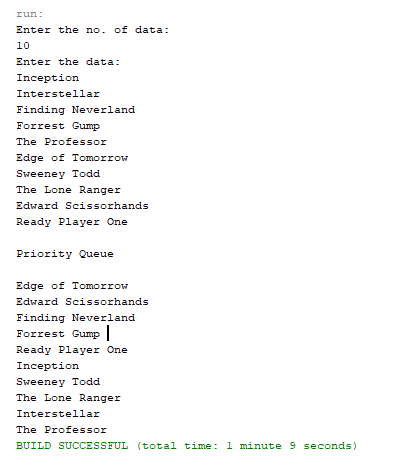 run:
Enter the no. of data:
10
Enter the data:
Inception
Interstellar
Finding Neverland
Forrest Gump
The Professor
Edge of Tomorrow
Sweeney Todd
The Lone Ranger
Edward Scissorhands
Ready Player One
Priority Queue
Edge of Tomorrow
Edward Scissorhands
Finding Neverland
Forrest Gump
Ready Player One
Inception
Sweeney Todd
The Lone Ranger
Interstellar
The Professor
BUILD SUCCESSFUL (total time: 1 minute 9 seconds)